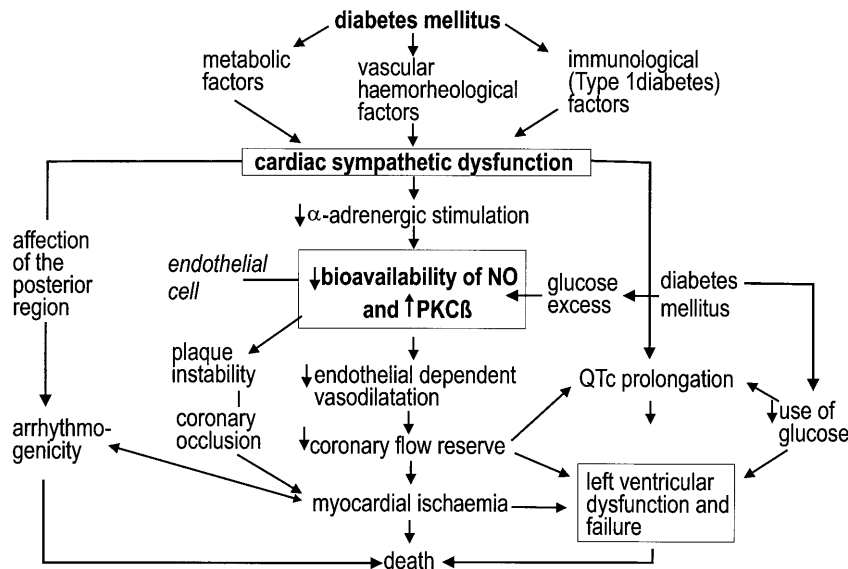 diabetes mellitus
metabolic
factors
vascular
haemorheological
factors
immunological
(Type 1diabetes)
factors
cardiac sympathetic dysfunction
↓ α-adrenergic stimulation
affection
of the
posterior
region
endothelial
cell
↓bioavailability of NO
and ↑PKCß
glucose
excess
diabetes
mellitus
plaque
instability
coronary
occlusion
↓ endothelial dependent
vasodilatation
QTc prolongation
↓ use of
glucose
arrhythmo-
genicity
↓coronary flow reserve
myocardial ischaemia
left ventricular
dysfunction and
failure
death